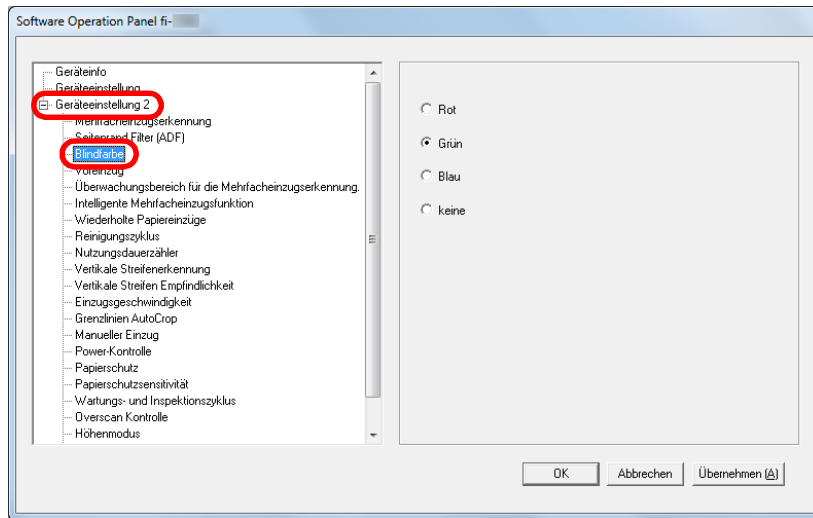 Software Operation Panel fi-
Geräteinfo
Geräteeinstellung
Geräteeinstellung 2
Mehrfacheinzugserkennung
Seitenrand Filter (ADF)
Blindfarbe
Voreinzug
Überwachungsbereich für die Mehrfacheinzugserkennung.
Intelligente Mehrfacheinzugsfunktion
Wiederholte Papiereinzüge
Reinigungszyklus
Nutzungsdauerzähler
Vertikale Streifenerkennung
Vertikale Streifen Empfindlichkeit
Einzugsgeschwindigkeit
Grenzlinien AutoCrop
Manueller Einzug
Power-Kontrolle
Papierschutz
Papierschutzsensitivität
Wartungs- und Inspektionszyklus
Overscan Kontrolle
Höhenmodus
Rot
Grün
Blau
keine
OK Abbrechen Übernehmen (A)